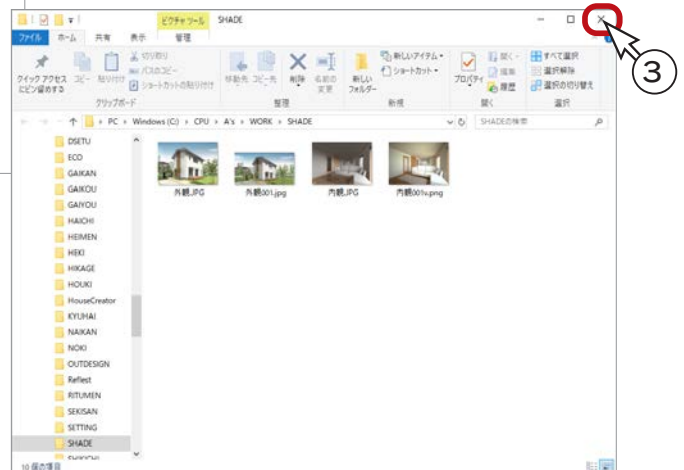 ピクチャ ツール SHADE
ファイル ホーム 共有 表示 管理
クイック アクセスにピン留めする
コピー
貼り付け
切り取り
パスのコピー
ショートカットの貼り付け
クリップボード
移動先 コピー先 削除 名前の変更
整理
新しいフォルダー
新しいアイテム
ショートカット
新規
プロパティ
開く
編集
履歴
開く
すべて選択
選択解除
選択の切り替え
選択
3
PC › Windows (C:) › CPU › A's › WORK › SHADE
SHADEの検索
DSETU
ECO
GAIKAN
GAIKOU
GAIYOU
HAICHI
HEIMEN
HEKI
HIKAGE
HOUKI
HouseCreator
KYUHAI
NAIKAN
NOKI
OUTDESIGN
Reflest
RITUMEN
SEKISAN
SETTING
SHADE
SHIKICHI
外観.JPG 外観001.jpg 内観.JPG 内観001v.png
10 個の項目